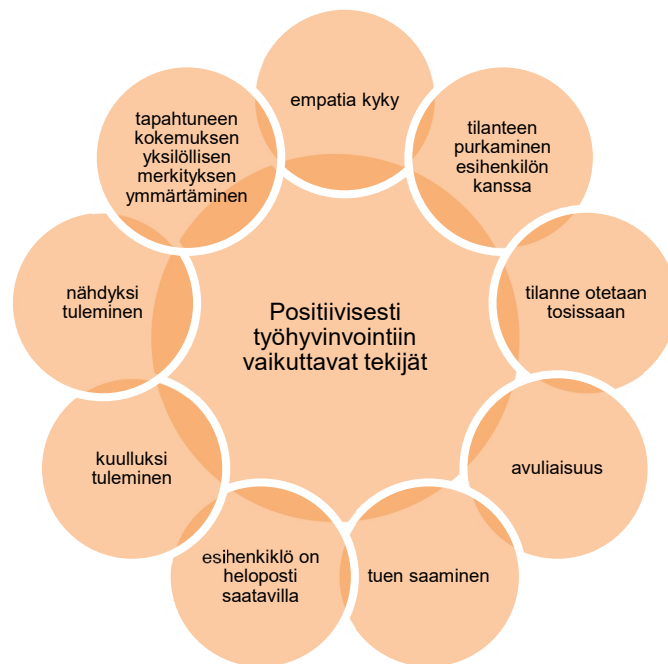 empatia kyky
tilanteen
purkaminen
esihenkilön
kanssa
tilanne otetaan
tosissaan
avuliaisuus
tuen saaminen
esihenkiklö on
heloposti
saatavilla
kuulluksi
tuleminen
nähdyksi
tuleminen
tapahtuneen
kokemuksen
yksilöllisen
merkityksen
ymmärtäminen
Positiivisesti
työhyvinvointiin
vaikuttavat tekijät